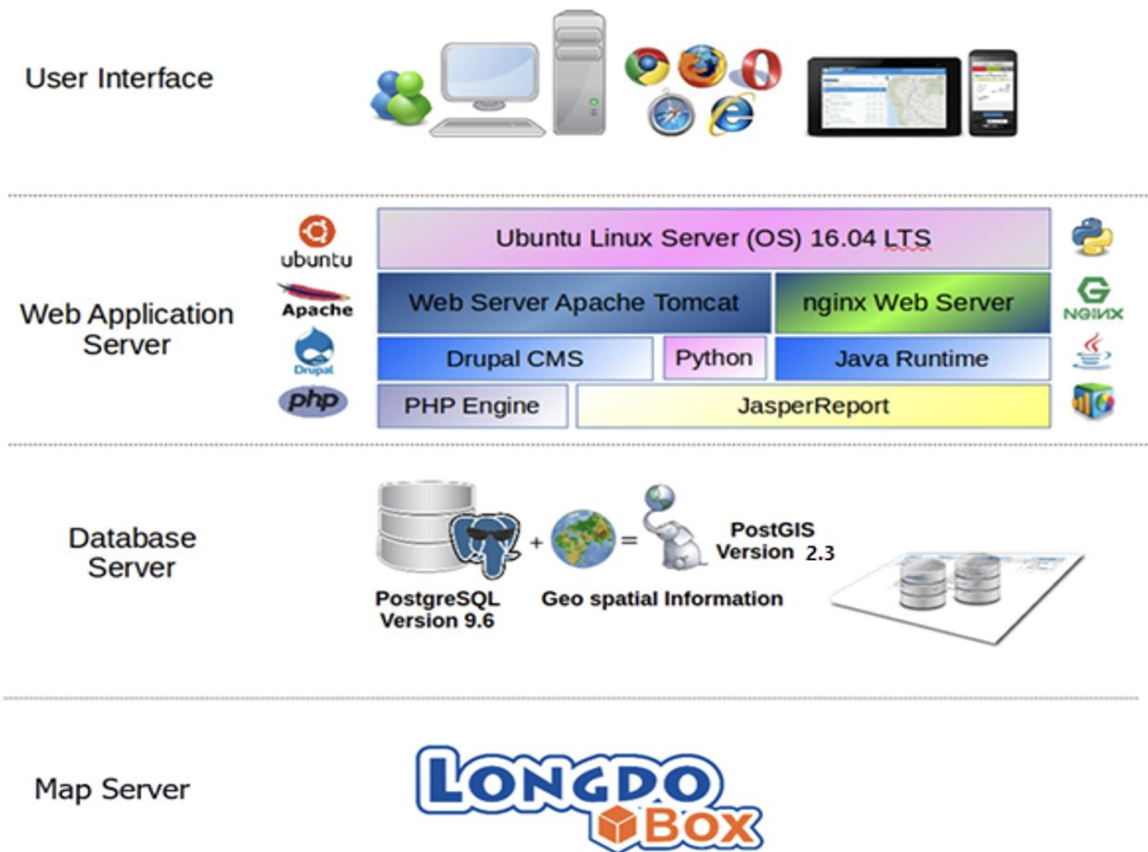 User Interface
Ubuntu Linux Server (OS) 16.04 LTS
ubuntu
Web Application
Server
Apache
Web Server Apache Tomcat
nginx Web Server
NGINX
Drupal
Drupal CMS
Python
Java Runtime
php
PHP Engine
JasperReport
Database
Server
+
=
PostGIS
Version 2.3
PostgreSQL
Version 9.6
Geo spatial Information
Map Server
LONGDO
BOX